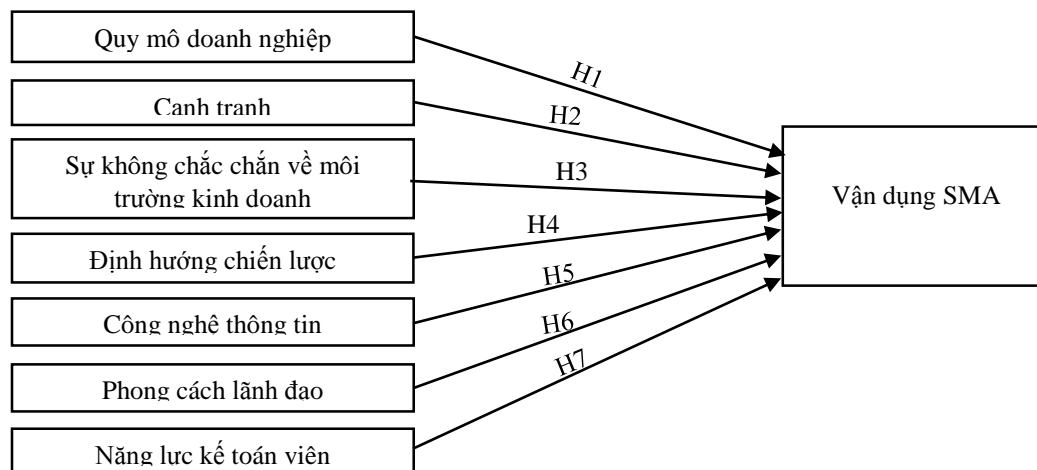 Quy mô doanh nghiệp
H1
Cạnh tranh
H2
Sự không chắc chắn về môi
trường kinh doanh
H3
Vận dụng SMA
H4
Định hướng chiến lược
H5
Công nghệ thông tin
H6
Phong cách lãnh đạo
H7
Năng lực kế toán viên